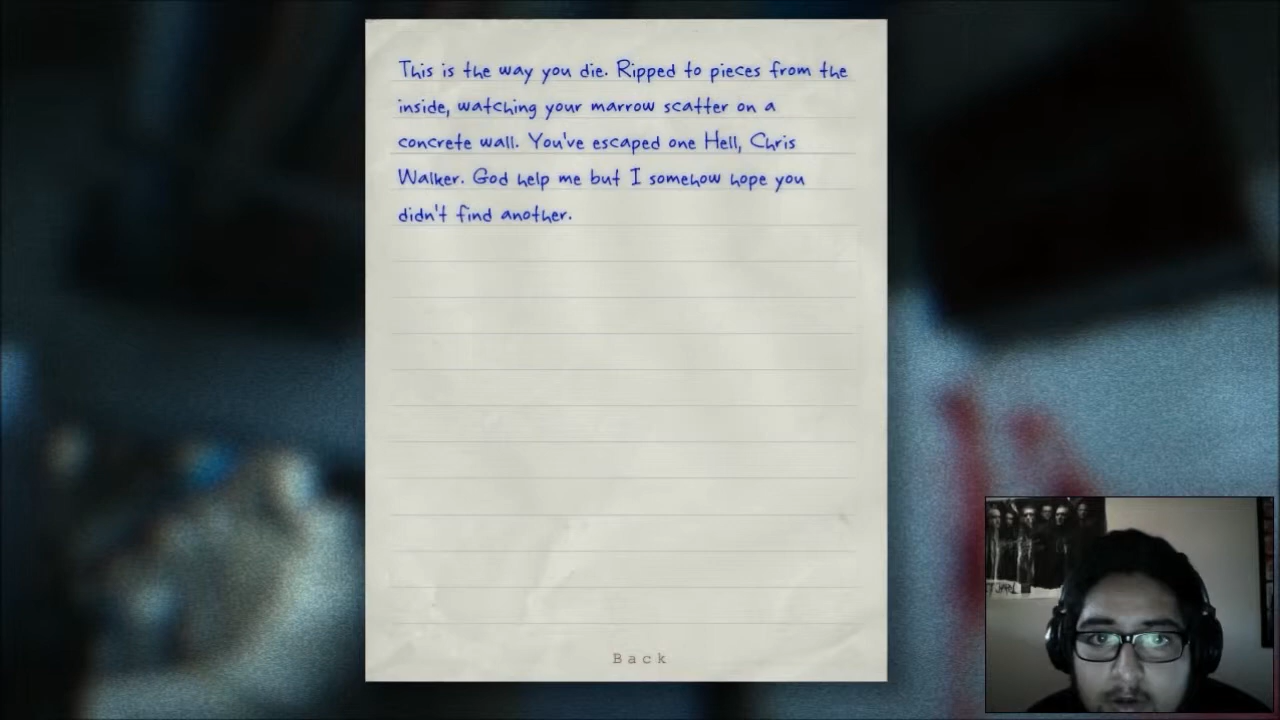 This is the way you die. Ripped to pieces from the
inside, watching your marrow scatter on a
concrete wall. You've escaped one Hell, Chris
Walker. God help me but I somehow hope you
didn't find another.
Back